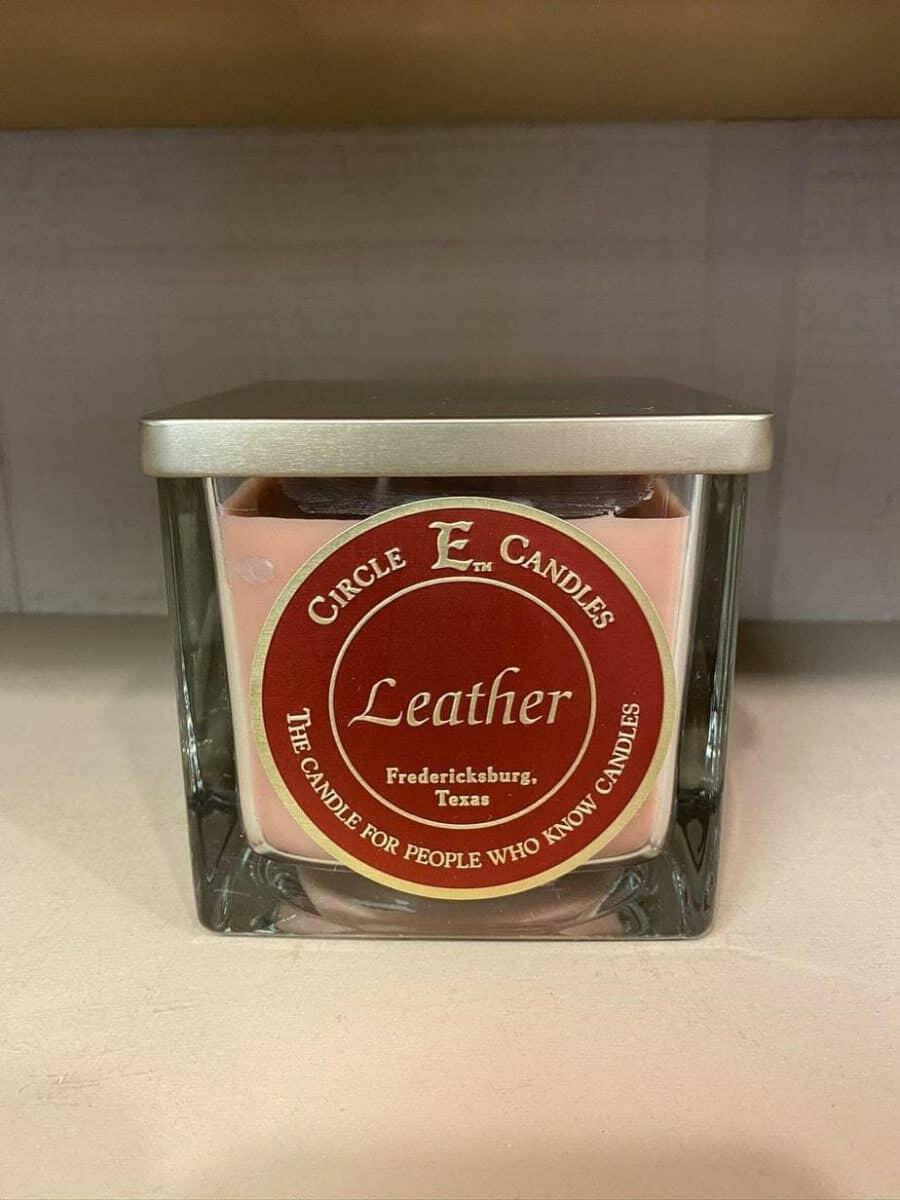 CIRCLE E™ CANDLES
Leather
Fredericksburg,
Texas
THE CANDLE FOR PEOPLE WHO KNOW CANDLES